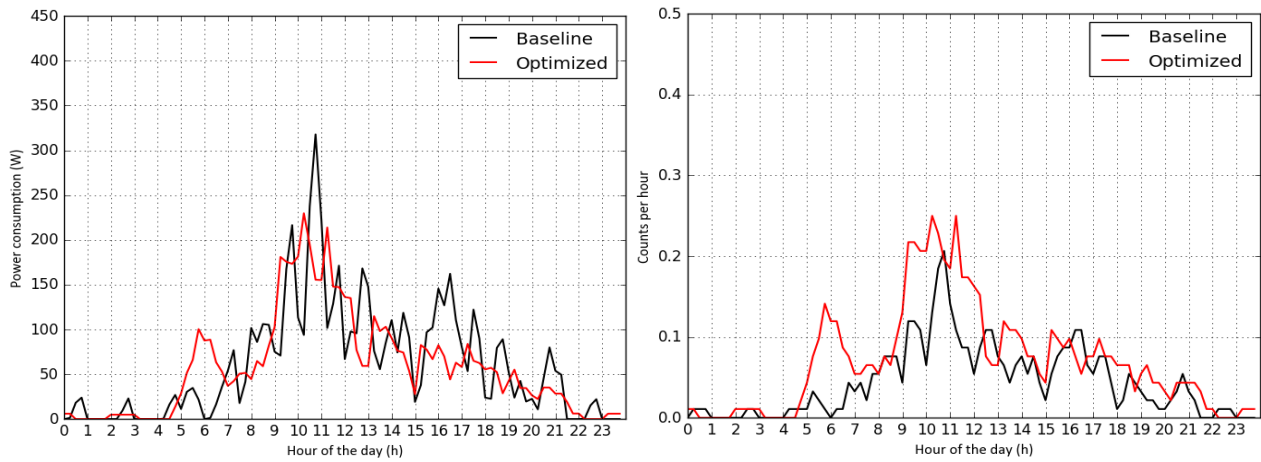 450
400
350
300
250
200
150
100
50
0
Power consumption (W)
Baseline
Optimized
0 1 2 3 4 5 6 7 8 9 10 11 12 13 14 15 16 17 18 19 20 21 22 23
Hour of the day (h)
0.5
0.4
0.3
0.2
0.1
0.0
Counts per hour
Baseline
Optimized
0 1 2 3 4 5 6 7 8 9 10 11 12 13 14 15 16 17 18 19 20 21 22 23
Hour of the day (h)